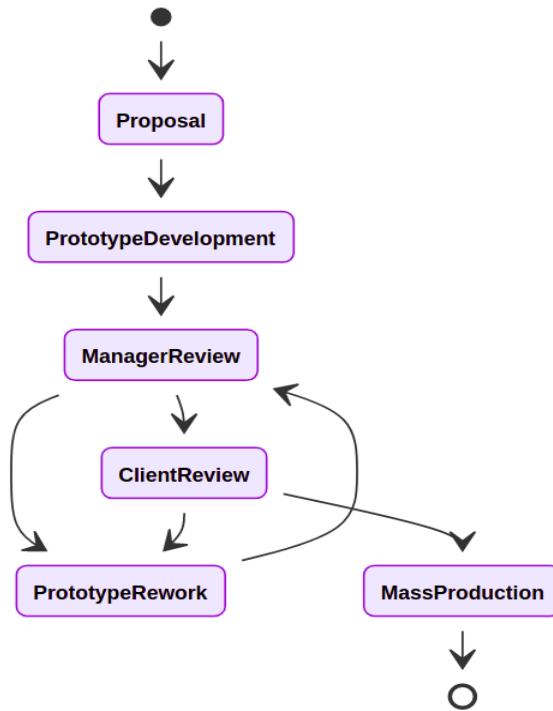 Proposal
PrototypeDevelopment
ManagerReview
ClientReview
PrototypeRework
MassProduction